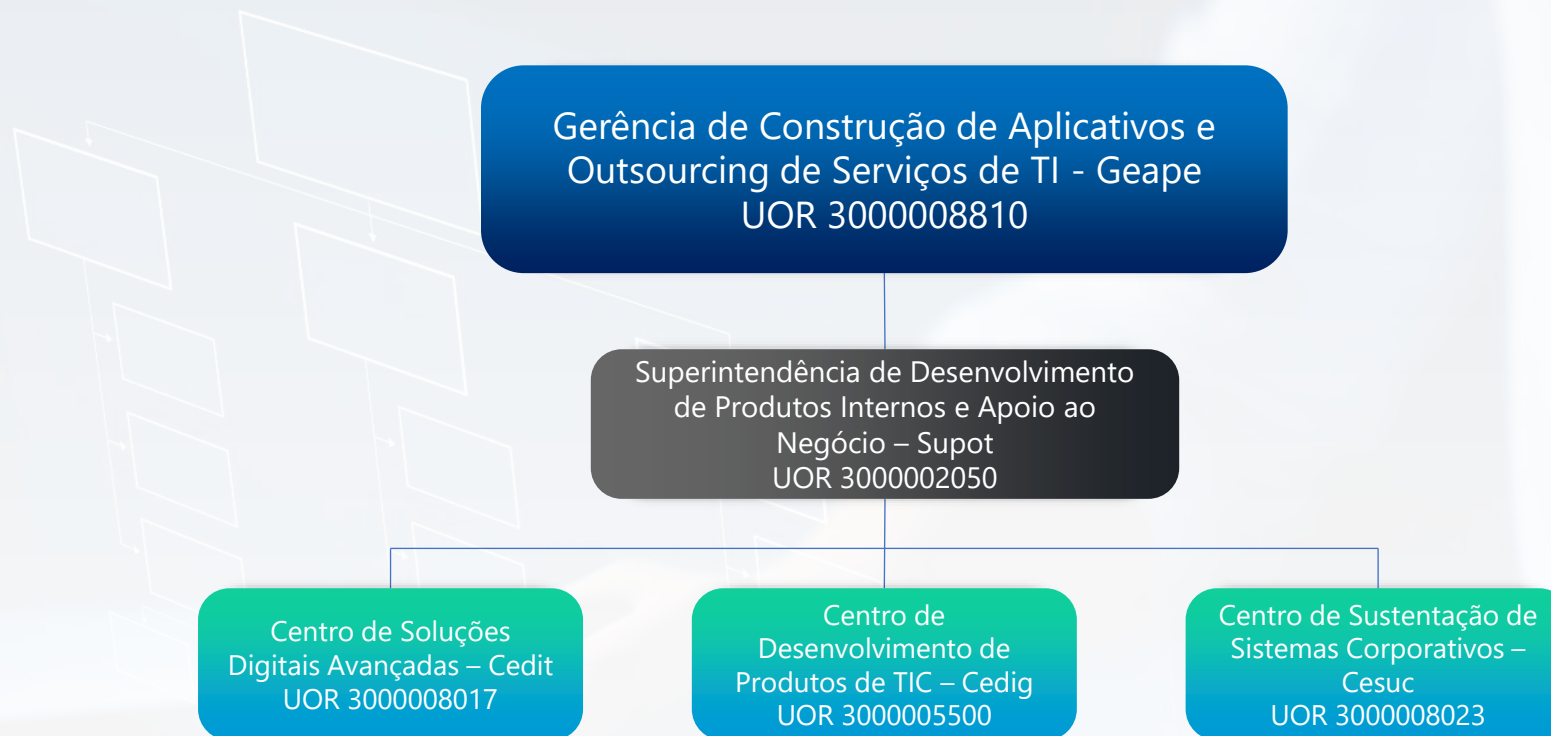 Gerência de Construção de Aplicativos e
Outsourcing de Serviços de TI - Geape
UOR 3000008810
Superintendência de Desenvolvimento
de Produtos Internos e Apoio ao
Negócio – Supot
UOR 3000002050
Centro de Soluções
Digitais Avançadas – Cedit
UOR 3000008017
Centro de
Desenvolvimento de
Produtos de TIC – Cedig
UOR 3000005500
Centro de Sustentação de
Sistemas Corporativos –
Cesuc
UOR 3000008023